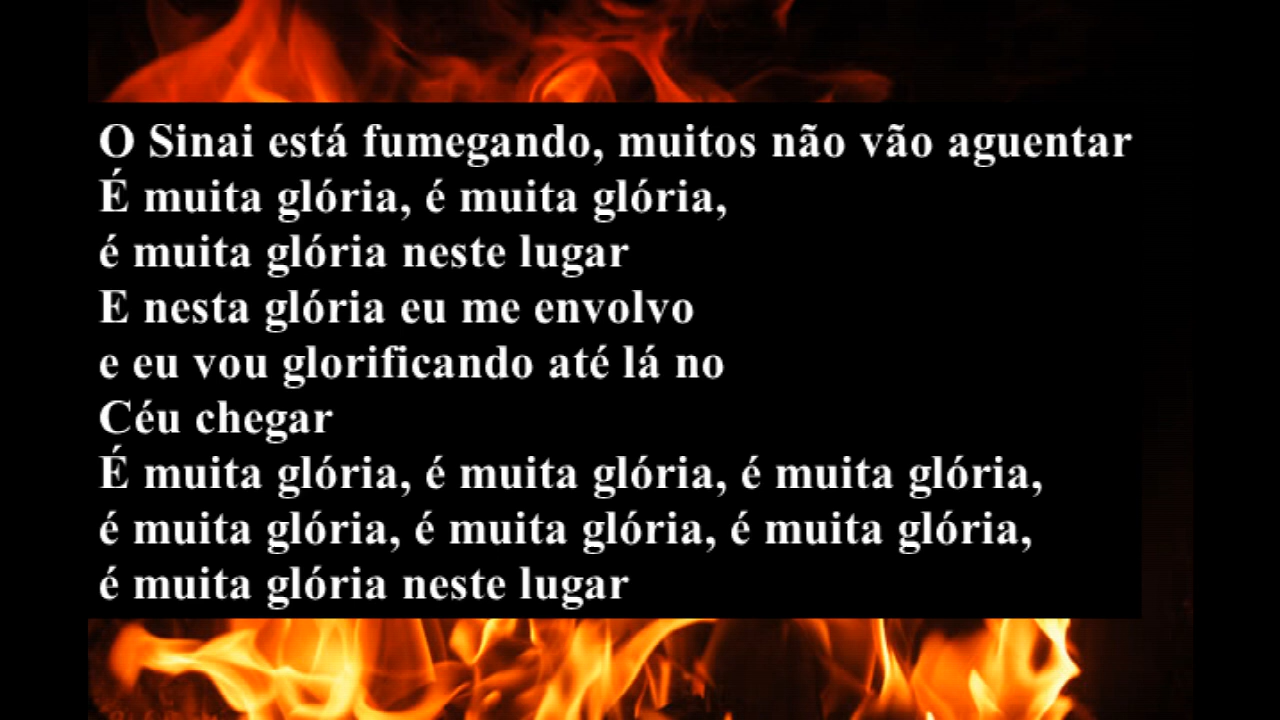 O Sinai está fumegando, muitos não vão aguentar
É muita glória, é muita glória,
é muita glória neste lugar
E nesta glória eu me envolvo
e eu vou glorificando até lá no
Céu chegar
É muita glória, é muita glória, é muita glória,
é muita glória, é muita glória, é muita glória,
é muita glória neste lugar